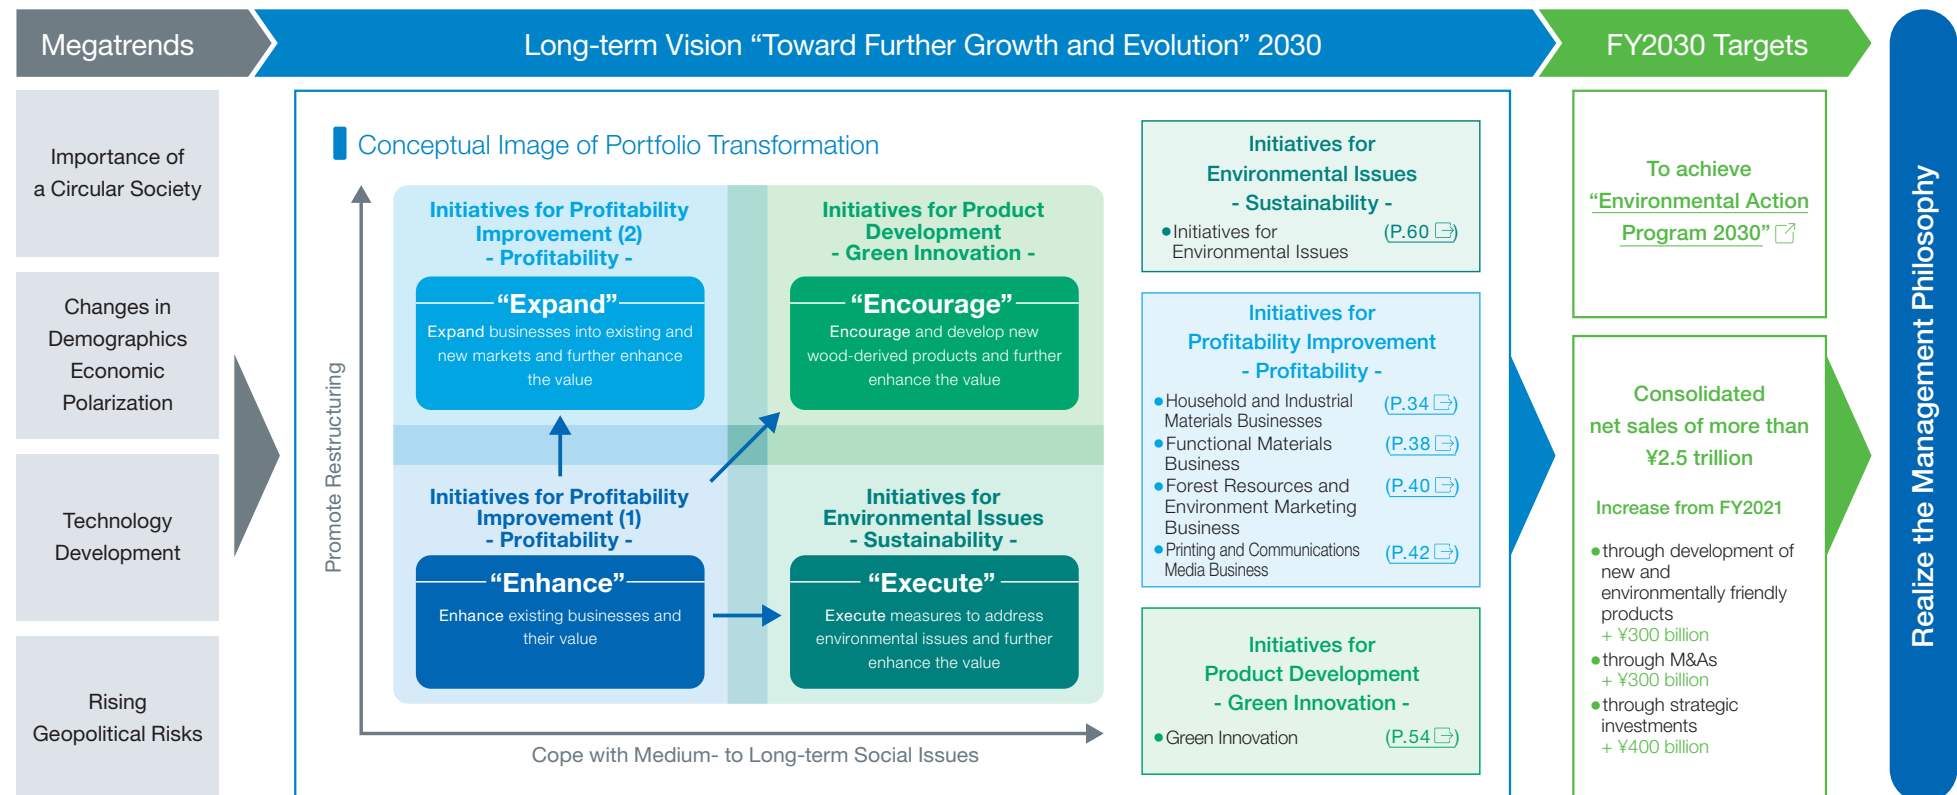 Megatrends
Long-term Vision “Toward Further Growth and Evolution” 2030
FY2030 Targets
Importance of
a Circular Society
Changes in
Demographics
Economic
Polarization
Technology
Development
Rising
Geopolitical Risks
Conceptual Image of Portfolio Transformation
Promote Restructuring
Initiatives for Profitability
Improvement (2)
- Profitability -
“Expand”
Expand businesses into existing and
new markets and further enhance
the value
Initiatives for Product
Development
- Green Innovation -
“Encourage”
Encourage and develop new
wood-derived products and further
enhance the value
Initiatives for Profitability
Improvement (1)
- Profitability -
“Enhance”
Enhance existing businesses and
their value
Initiatives for
Environmental Issues
- Sustainability -
“Execute”
Execute measures to address
environmental issues and further
enhance the value
Cope with Medium- to Long-term Social Issues
Initiatives for
Environmental Issues
- Sustainability -
●Initiatives for (P.60)
Environmental Issues
Initiatives for
Profitability Improvement
- Profitability -
●Household and Industrial (P.34)
Materials Businesses
●Functional Materials (P.38)
Business
●Forest Resources and (P.40)
Environment Marketing
Business
●Printing and Communications (P.42)
Media Business
Initiatives for
Product Development
- Green Innovation -
●Green Innovation (P.54)
To achieve
“Environmental Action
Program 2030”
Consolidated
net sales of more than
¥2.5 trillion
Increase from FY2021
●through development of
new and
environmentally friendly
products
+ ¥300 billion
●through M&As
+ ¥300 billion
●through strategic
investments
+ ¥400 billion
Realize the Management Philosophy